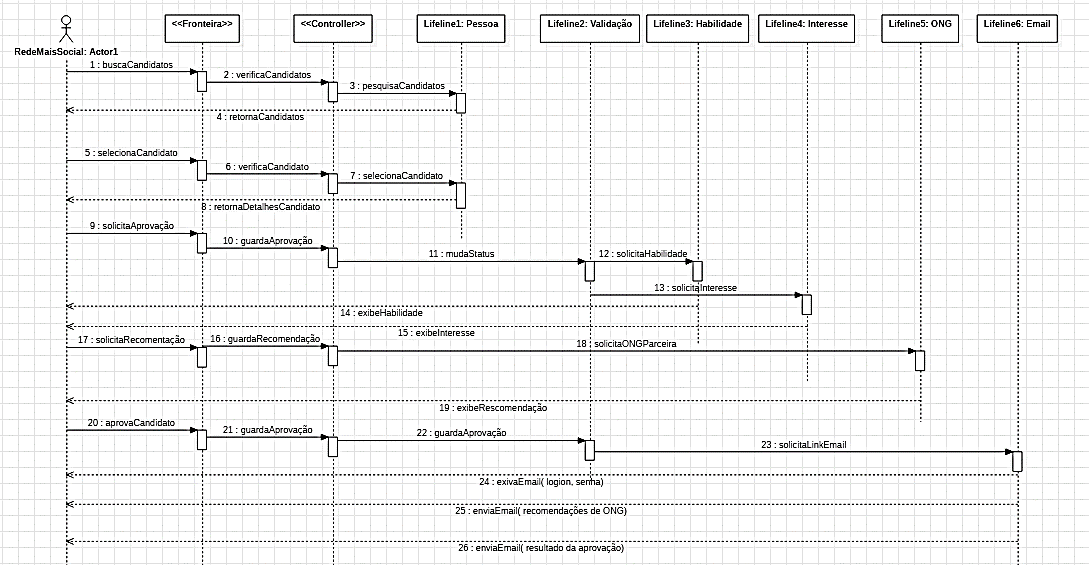 <<Fronteira>>
<<Controller>>
Lifeline1: Pessoa
Lifeline2: Validação
Lifeline3: Habilidade
Lifeline4: Interesse
Lifeline5: ONG
Lifeline6: Email
RedeMaisSocial: Actor1
1 : buscaCandidatos
2 : verificaCandidatos
3 : pesquisaCandidatos
4 : retornaCandidatos
5 : selecionaCandidato
6 : verificaCandidato
7 : selecionaCandidato
8 : retornaDetalhesCandidato
9 : solicitaAprovação
10 : guardaAprovação
11 : mudaStatus
12 : solicitaHabilidade
13 : solicitaInteresse
14 : exibeHabilidade
15 : exibeInteresse
17 : solicitaRecomentação
16 : guardaRecomendação
18 : solicitaONGParceira
19 : exibeRescomendação
20 : aprovaCandidato
21 : guardaAprovação
22 : guardaAprovação
23 : solicitaLinkEmail
24 : exivaEmail( logion, senha)
25 : enviaEmail( recomendações de ONG)
26 : enviaEmail( resultado da aprovação)